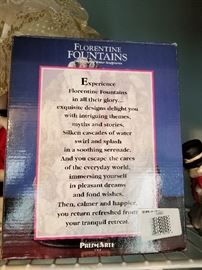 FLORENTINE
FOUNTAINS
Experience
Florentine Fountains
in all their glory...
exquisite designs delight you
with intriguing themes,
myths and stories.
Silken cascades of water
swirl and splash
in a soothing serenade.
And you escape the cares
of the everyday world,
immersing yourself
in pleasant dreams
and fond wishes.
Then, calmer and happier,
you return refreshed from
your tranquil retreat.